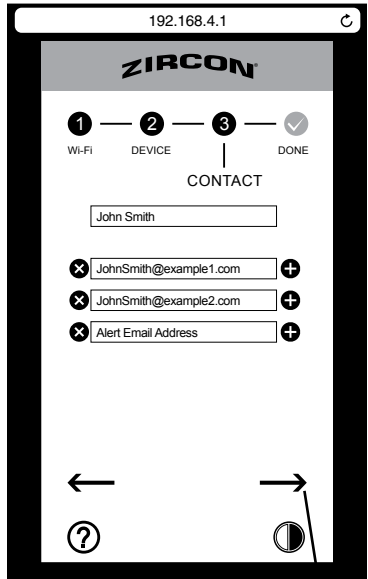 192.168.4.1
ZIRCON
1 2 3
Wi-Fi DEVICE DONE
CONTACT
John Smith
JohnSmith@example1.com
JohnSmith@example2.com
Alert Email Address
?